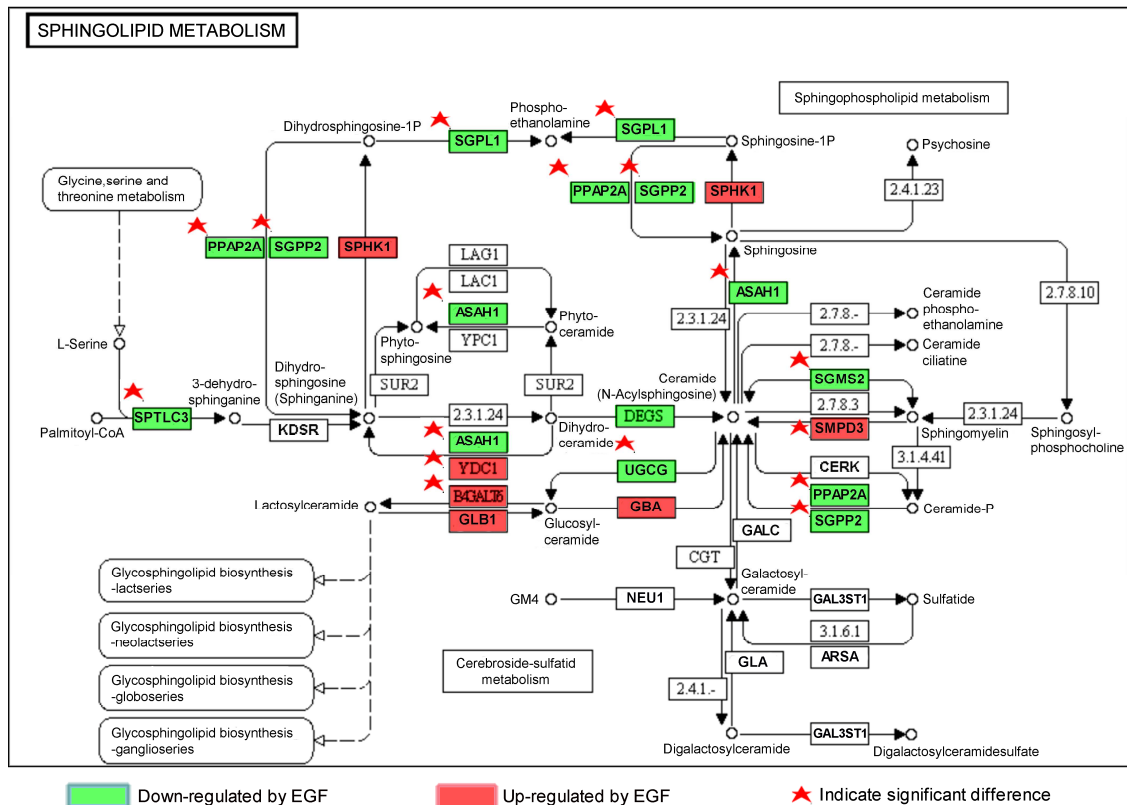 SPHINGOLIPID METABOLISM
Sphingophospholipid metabolism
Phospho-
ethanolamine
Dihydrosphingosine-1P
SGPL1
SGPL1
Sphingosine-1P
Psychosine
Glycine,serine and
threonine metabolism
2.4.1.23
PPAP2A
SGPP2
SPHK1
PPAP2A
SGPP2
SPHK1
Sphingosine
LAG1
LAC1
ASAH1
YPC1
Phyto-
sphingosine
Phyto-
ceramide
ASAH1
2.3.1.24
2.7.8.10
2.7.8.-
Ceramide
phospho-
ethanolamine
2.7.8.-
Ceramide
ciliatine
L-Serine
3-dehydro-
sphinganine
Dihydro-
sphingosine
(Sphinganine)
SUR2
SUR2
Ceramide
(N-Acylsphingosine)
SGMS2
SPTLC3
Palmitoyl-CoA
KDSR
2.3.1.24
Dihydro-
ceramide
DEGS
2.7.8.3
SMPD3
Sphingomyelin
2.3.1.24
Sphingosyl-
phosphocholine
ASAH1
YDC1
UGCG
3.1.4.41
CERK
PPAP2A
SGPP2
Ceramide-P
Lactosylceramide
B4GALT6
GLB1
Glucosyl-
ceramide
GBA
GALC
CGT
Glycosphingolipid biosynthesis
-lactseries
Galactosyl-
ceramide
GM4
NEU1
GAL3ST1
Sulfatide
Glycosphingolipid biosynthesis
-neolactseries
3.1.6.1
ARSA
Cerebroside-sulfatid
metabolism
GLA
2.4.1.-
Glycosphingolipid biosynthesis
-globoseries
Glycosphingolipid biosynthesis
-ganglioseries
Digalactosylceramide
GAL3ST1
Digalactosylceramidesulfate
Down-regulated by EGF
Up-regulated by EGF
Indicate significant difference